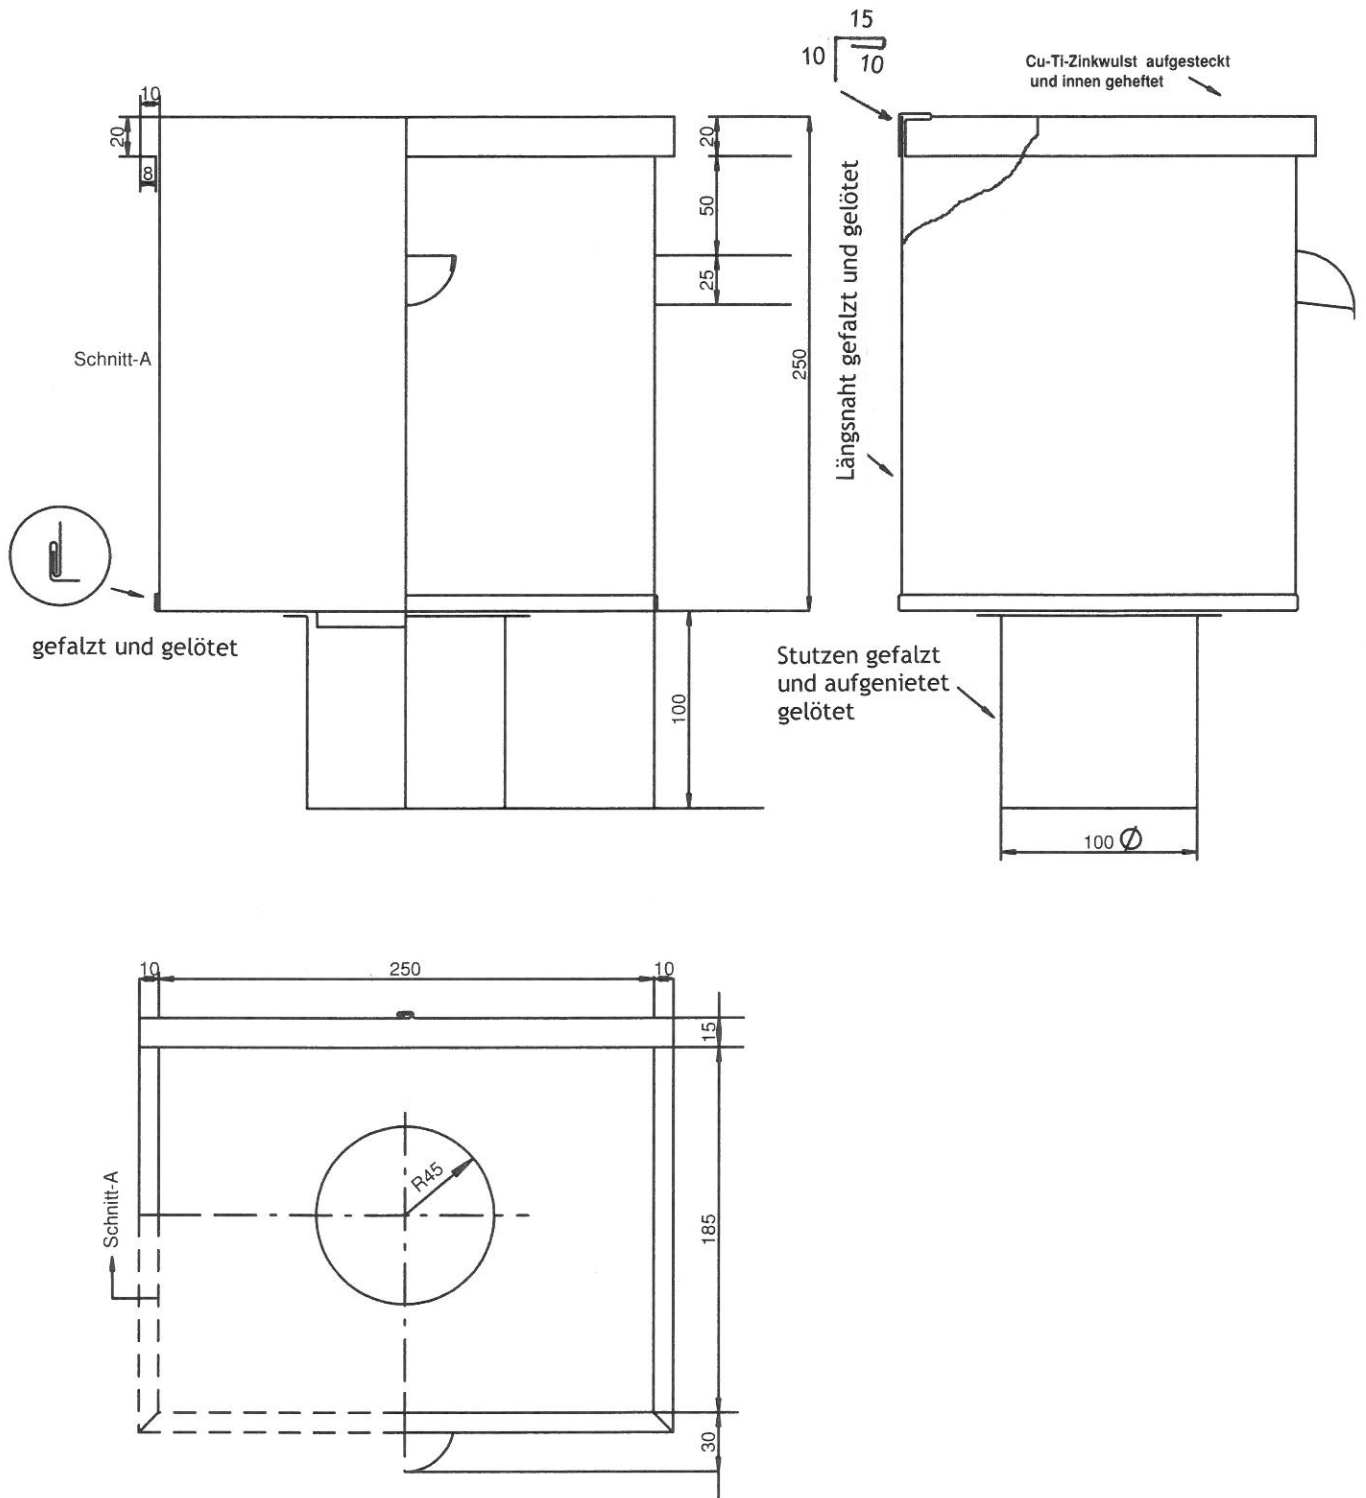 15
10
10
Cu-Ti-Zinkwulst aufgesteckt
und innen geheftet
10
20
8
20
50
25
250
Längsnaht gefalzt und gelötet
Schnitt-A
gefalzt und gelötet
Stutzen gefalzt
und aufgenietet
gelötet
100
100 Ø
10
250
10
15
R45
Schnitt-A
185
30